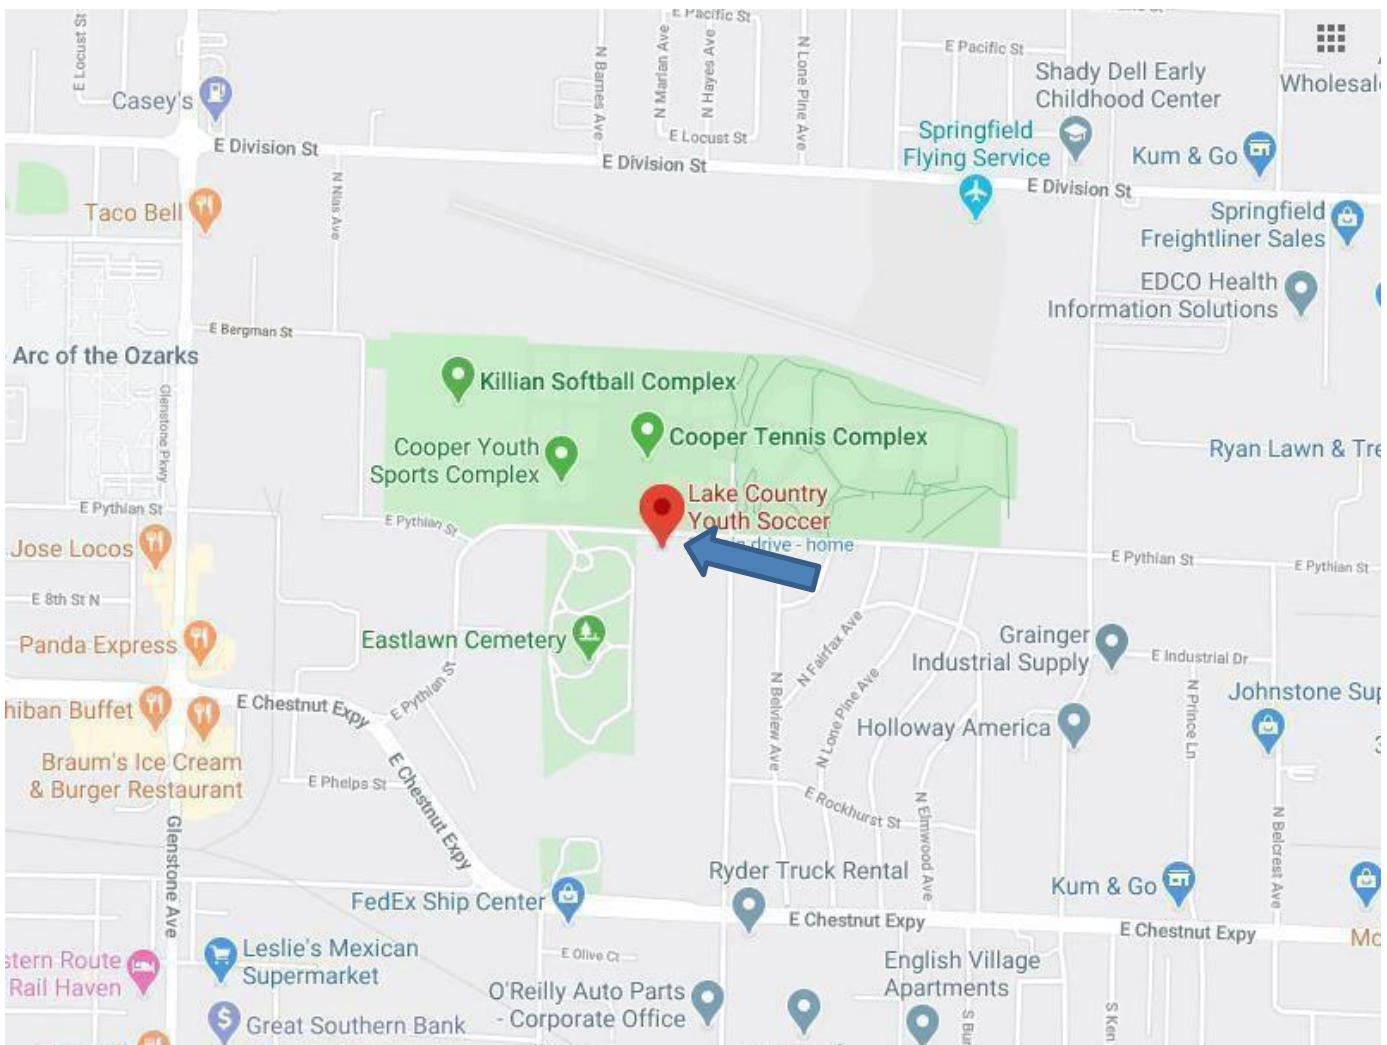 E Pacific St
E Locust St
N Barnes Ave
N Marlan Ave
N Hayes Ave
N Lone Pine Ave
E Pacific St
Shady Dell Early
Childhood Center
Wholesal
Casey's
E Division St
E Locust St
E Division St
Springfield
Flying Service
Kum & Go
E Division St
N Nias Ave
Taco Bell
Springfield
Freightliner Sales
EDCO Health
Information Solutions
E Bergman St
Arc of the Ozarks
Killian Softball Complex
Glenstone Pkwy
Cooper Youth
Sports Complex
Cooper Tennis Complex
Ryan Lawn & Tre
E Pythian St
E Pythian St
Lake Country
Youth Soccer
in drive - home
Jose Locos
E Pythian St
E Pythian St
E 8th St N
Panda Express
Eastlawn Cemetery
N Fairfax Ave
Grainger
Industrial Supply
E Industrial Dr
hiban Buffet
E Chestnut Expy
E Pythian St
N Belview Ave
N Lone Pine Ave
Holloway America
N Prince Ln
Johnstone Sup
Braum's Ice Cream
& Burger Restaurant
E Phelps St
E Chestnut Expy
E Rockhurst St
N Elmwood Ave
N Belcrest Ave
Glenstone Ave
Ryder Truck Rental
Kum & Go
FedEx Ship Center
E Chestnut Expy
E Chestnut Expy
Mc
stern Route
Rail Haven
Leslie's Mexican
Supermarket
E Olive Ct
English Village
Apartments
O'Reilly Auto Parts
- Corporate Office
Great Southern Bank
S Bur
S Ken